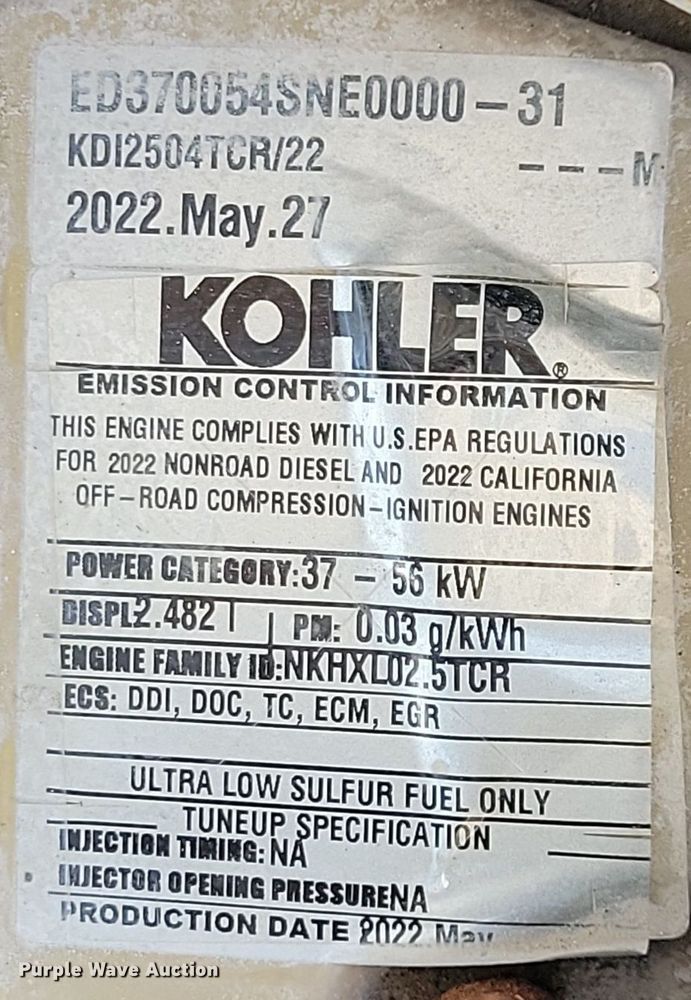 ED370054SNE0000-31
KDI2504TCR/22 ---M
2022.May.27
KOHLER®
EMISSION CONTROL INFORMATION
THIS ENGINE COMPLIES WITH U.S.EPA REGULATIONS
FOR 2022 NONROAD DIESEL AND 2022 CALIFORNIA
OFF-ROAD COMPRESSION-IGNITION ENGINES
POWER CATEGORY:37 - 56 kW
DISPL2.482 l PM: 0.03 g/kWh
ENGINE FAMILY ID:NKHXL02.5TCR
ECS: DDI, DOC, TC, ECM, EGR
ULTRA LOW SULFUR FUEL ONLY
TUNEUP SPECIFICATION
INJECTION TIMING:NA
INJECTOR OPENING PRESSURENA
PRODUCTION DATE 2022 May
Purple Wave Auction